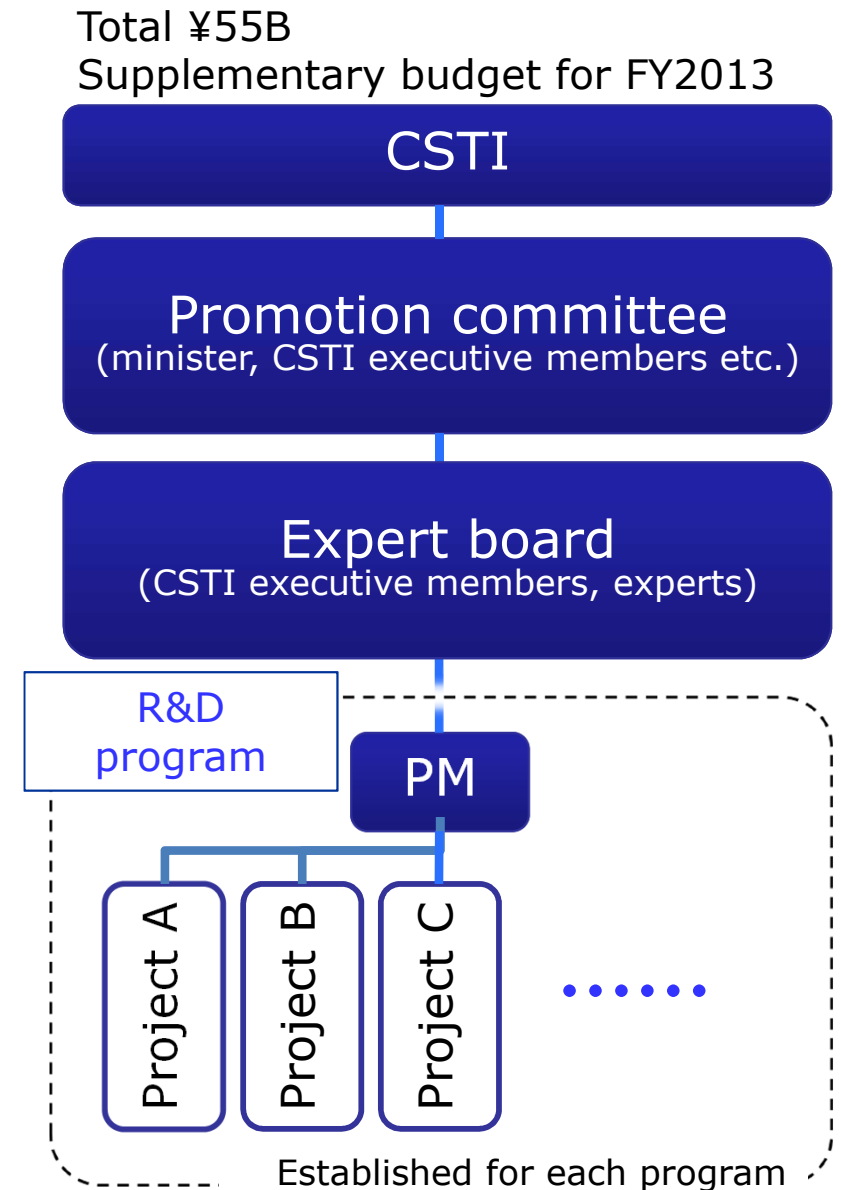 Total ¥55B
Supplementary budget for FY2013
CSTI
Promotion committee
(minister, CSTI executive members etc.)
Expert board
(CSTI executive members, experts)
R&D
program
PM
Project A
Project B
Project C
••••••
Established for each program